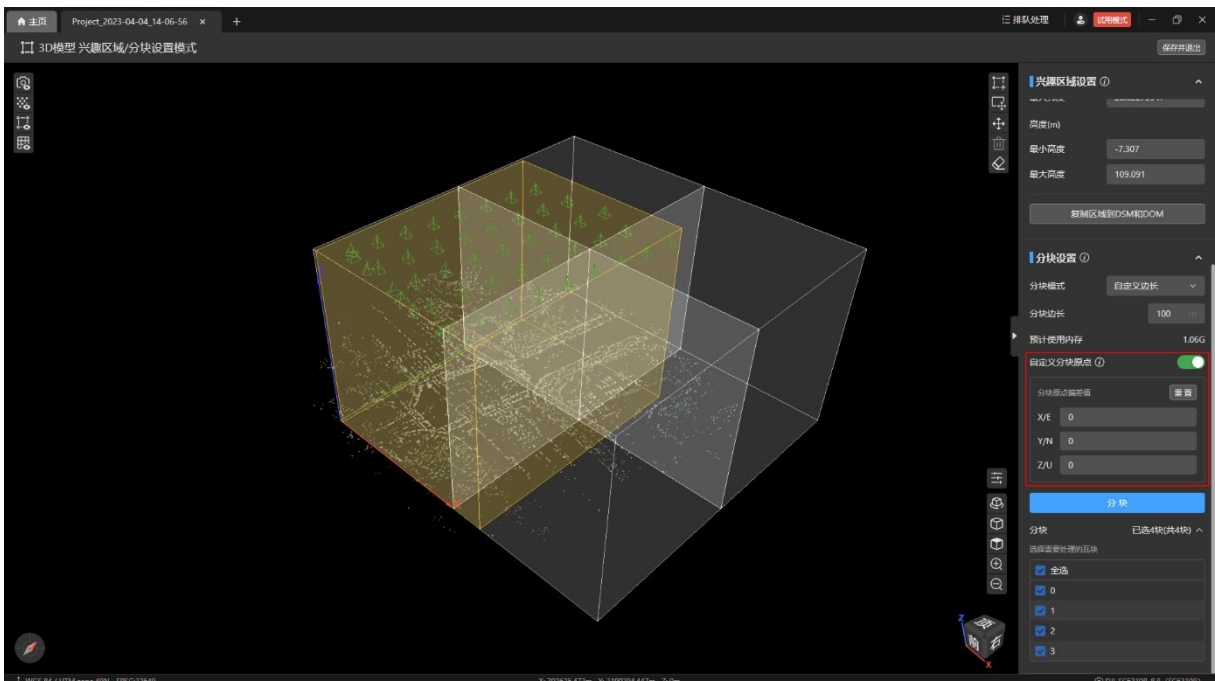 主页 Project_2023-04-04_14-06-56 × + 排队处理 试用模式
3D模型 兴趣区域/分块设置模式 保存并退出
兴趣区域设置
高度(m)
最小高度 -7.307
最大高度 109.091
复制区域到DSM和DOM
分块设置
分块模式 自定义边长
分块边长 100 m
预计使用内存 1.06G
自定义分块原点
分块原点偏差值 重置
X/E 0
Y/N 0
Z/U 0
分块
分块 已选4块(共4块)
选择需要处理的瓦块
全选
0
1
2
3
Z
顶
前 右
X